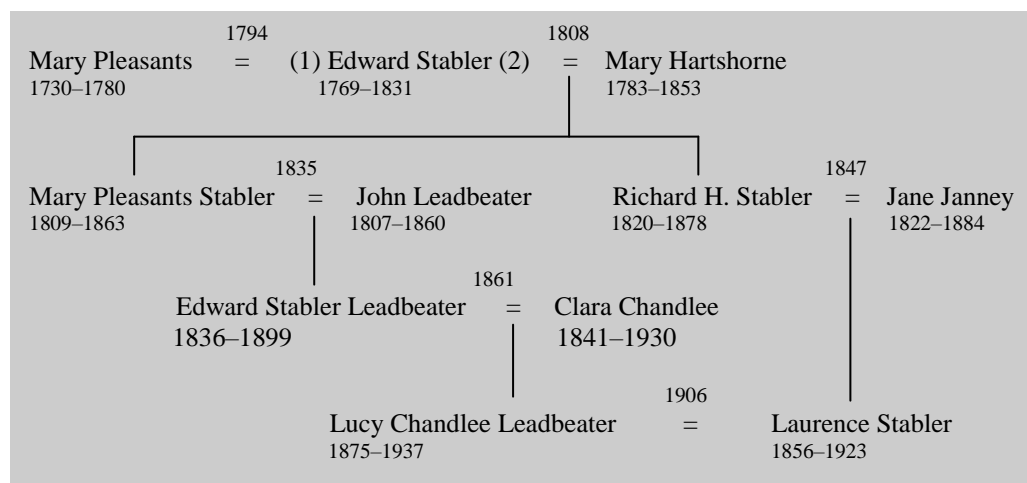 1794 1808
Mary Pleasants = (1) Edward Stabler (2) = Mary Hartshorne
1730–1780 1769–1831 1783–1853
1835 1847
Mary Pleasants Stabler = John Leadbeater Richard H. Stabler = Jane Janney
1809–1863 1807–1860 1820–1878 1822–1884
1861
Edward Stabler Leadbeater = Clara Chandlee
1836–1899 1841–1930
1906
Lucy Chandlee Leadbeater = Laurence Stabler
1875–1937 1856–1923